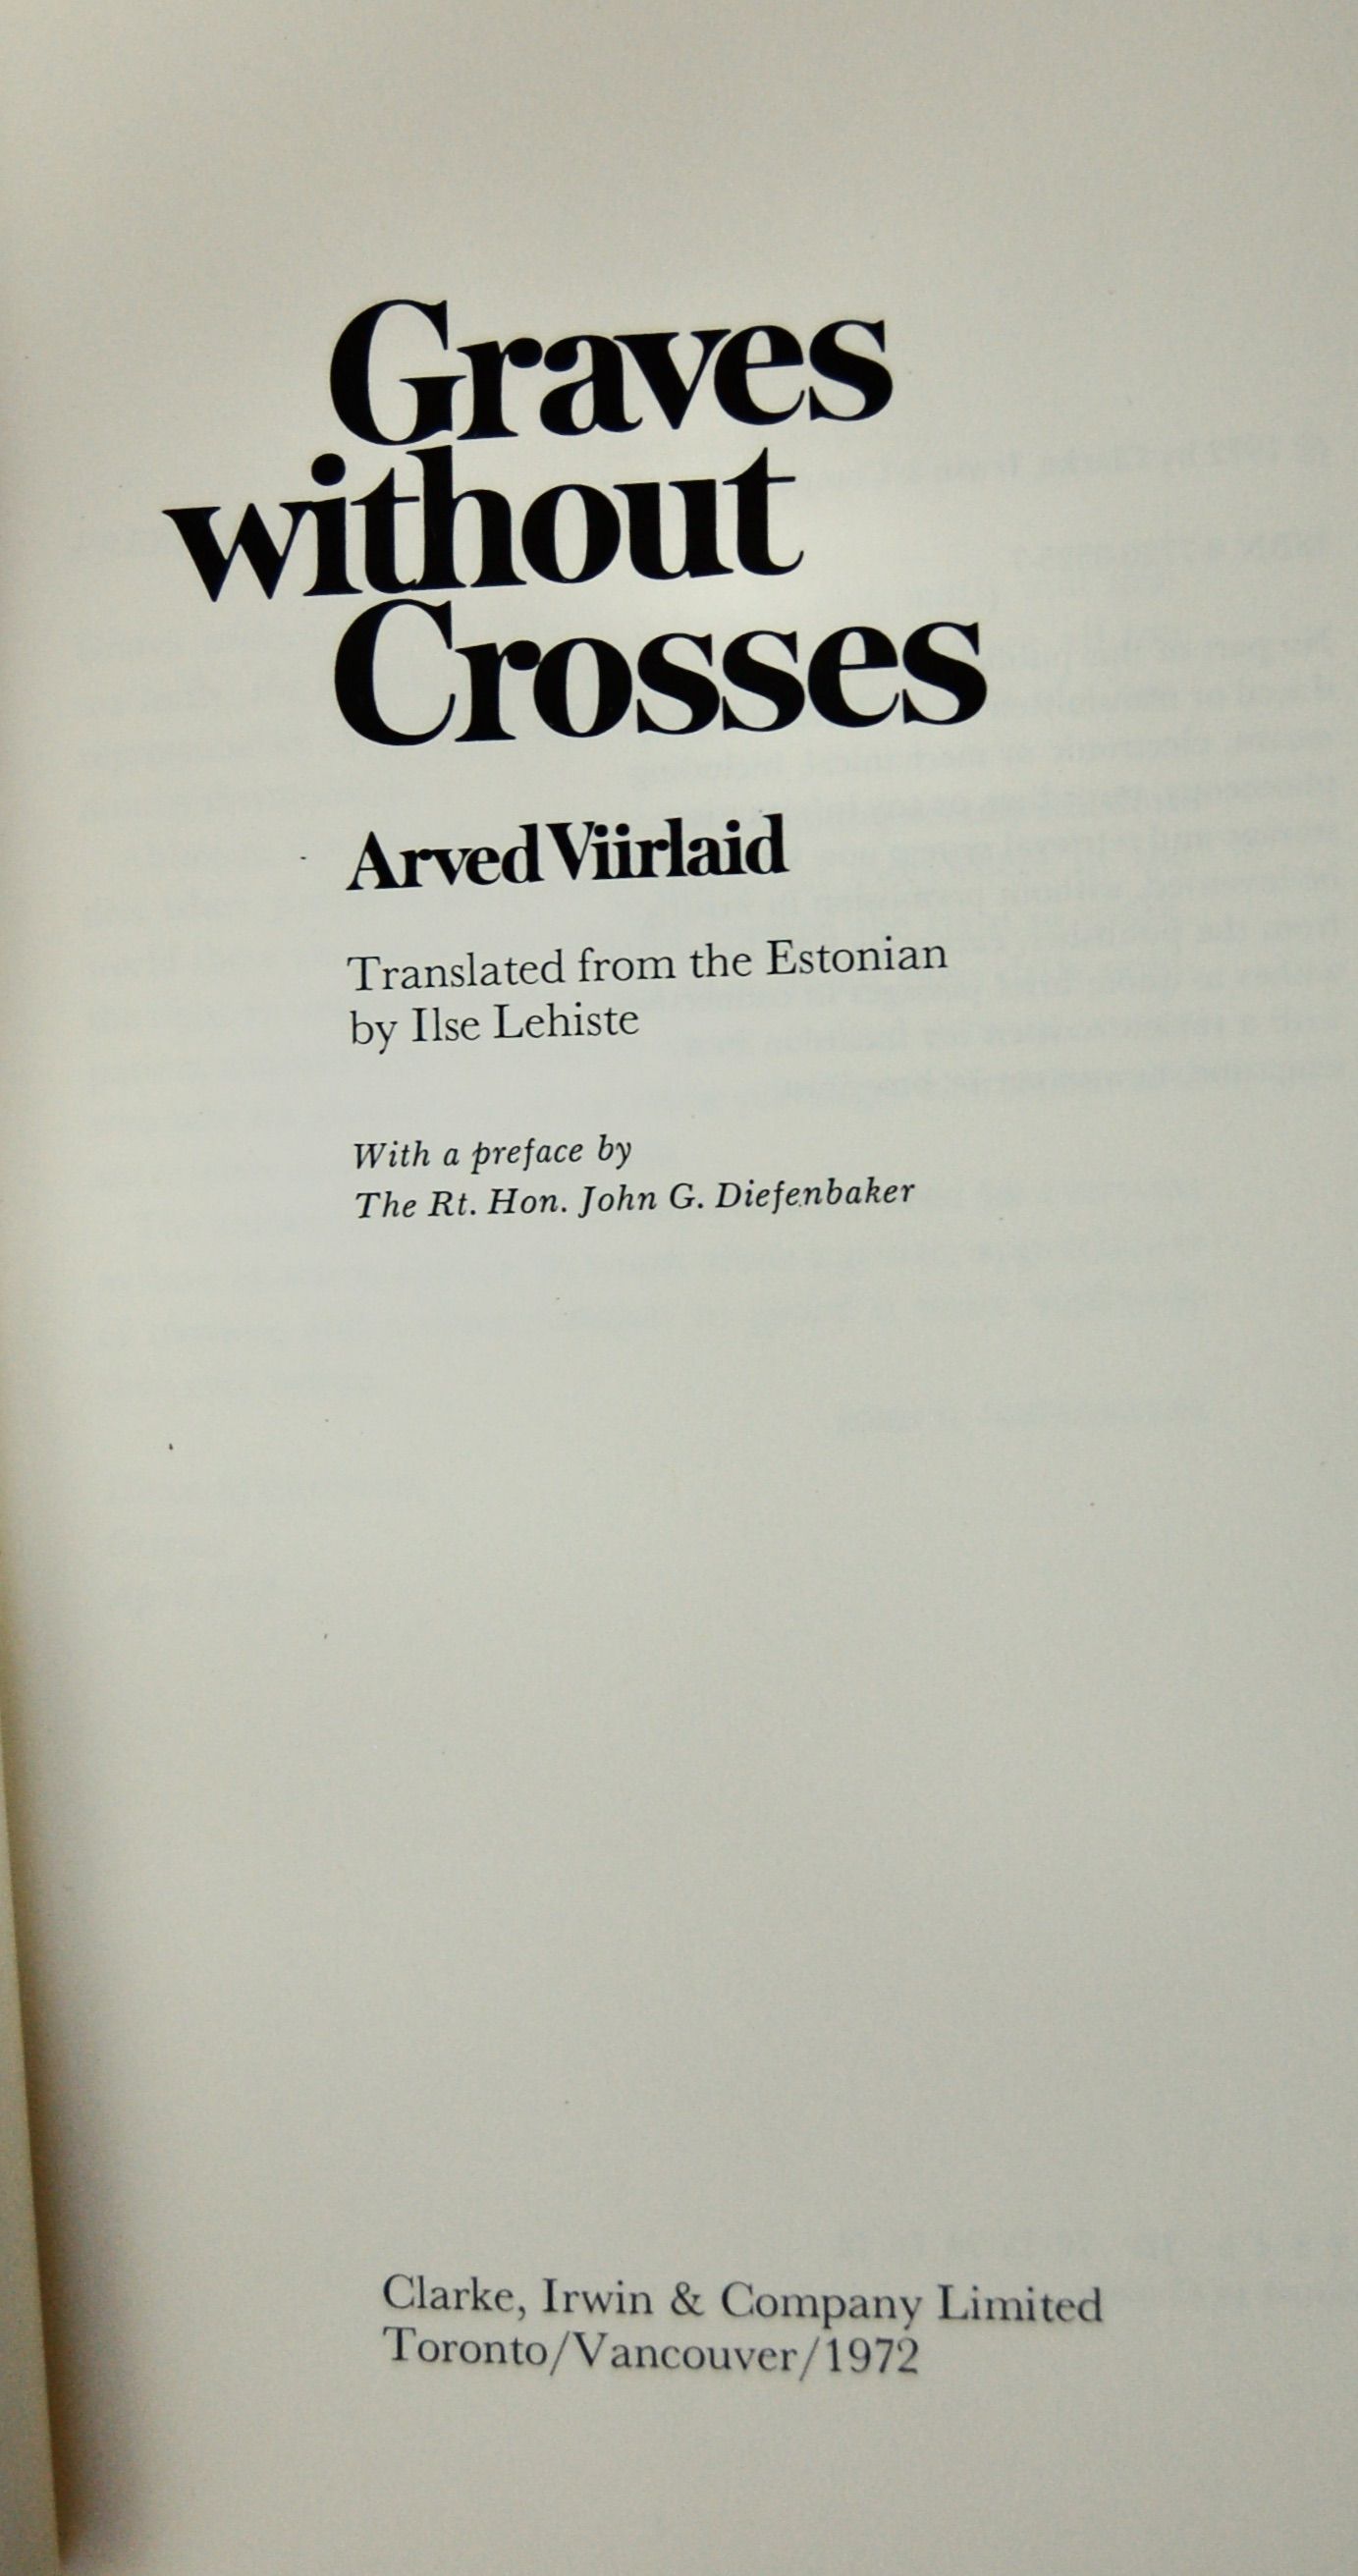 Graves
without
Crosses
Arved Viirlaid
Translated from the Estonian
by Ilse Lehiste
With a preface by
The Rt. Hon. John G. Diefenbaker
Clarke, Irwin & Company Limited
Toronto/Vancouver/1972